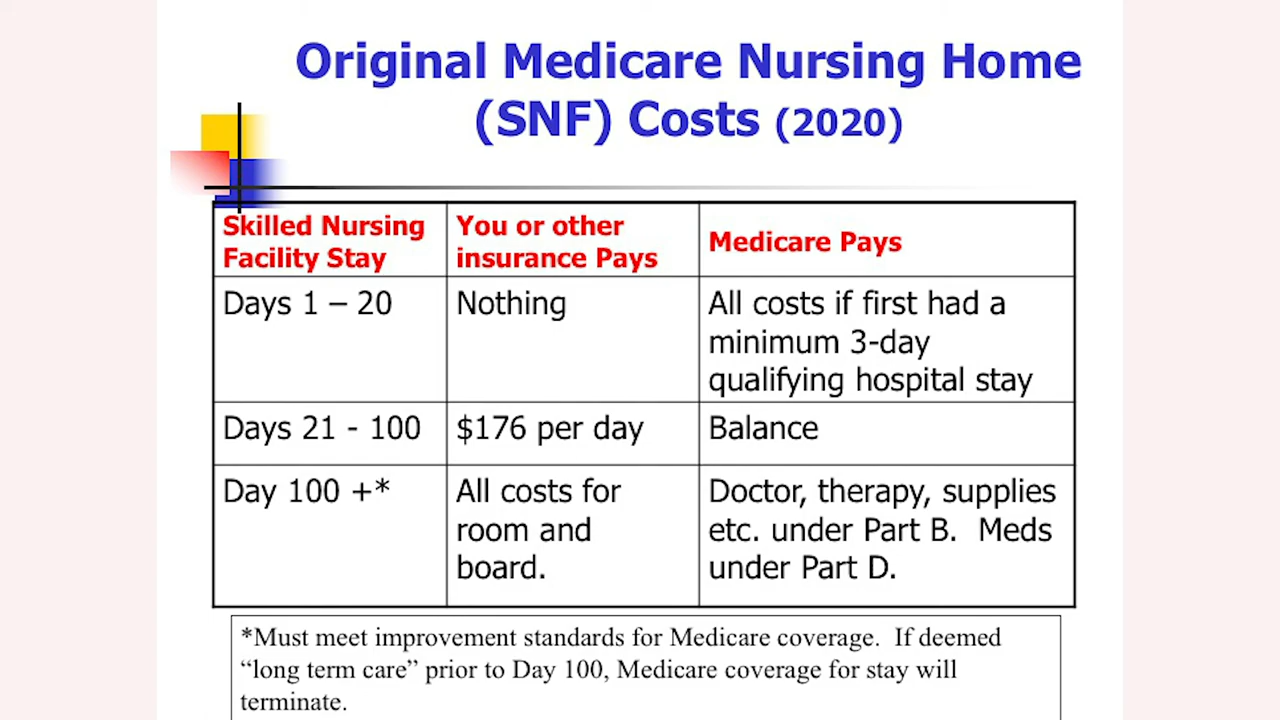 Original Medicare Nursing Home
(SNF) Costs (2020)
Skilled Nursing
Facility Stay
You or other
insurance Pays
Medicare Pays
Days 1 – 20
Nothing
All costs if first had a
minimum 3-day
qualifying hospital stay
Days 21 - 100
$176 per day
Balance
Day 100 +*
All costs for
room and
board.
Doctor, therapy, supplies
etc. under Part B.  Meds
under Part D.
*Must meet improvement standards for Medicare coverage.  If deemed
“long term care” prior to Day 100, Medicare coverage for stay will
terminate.